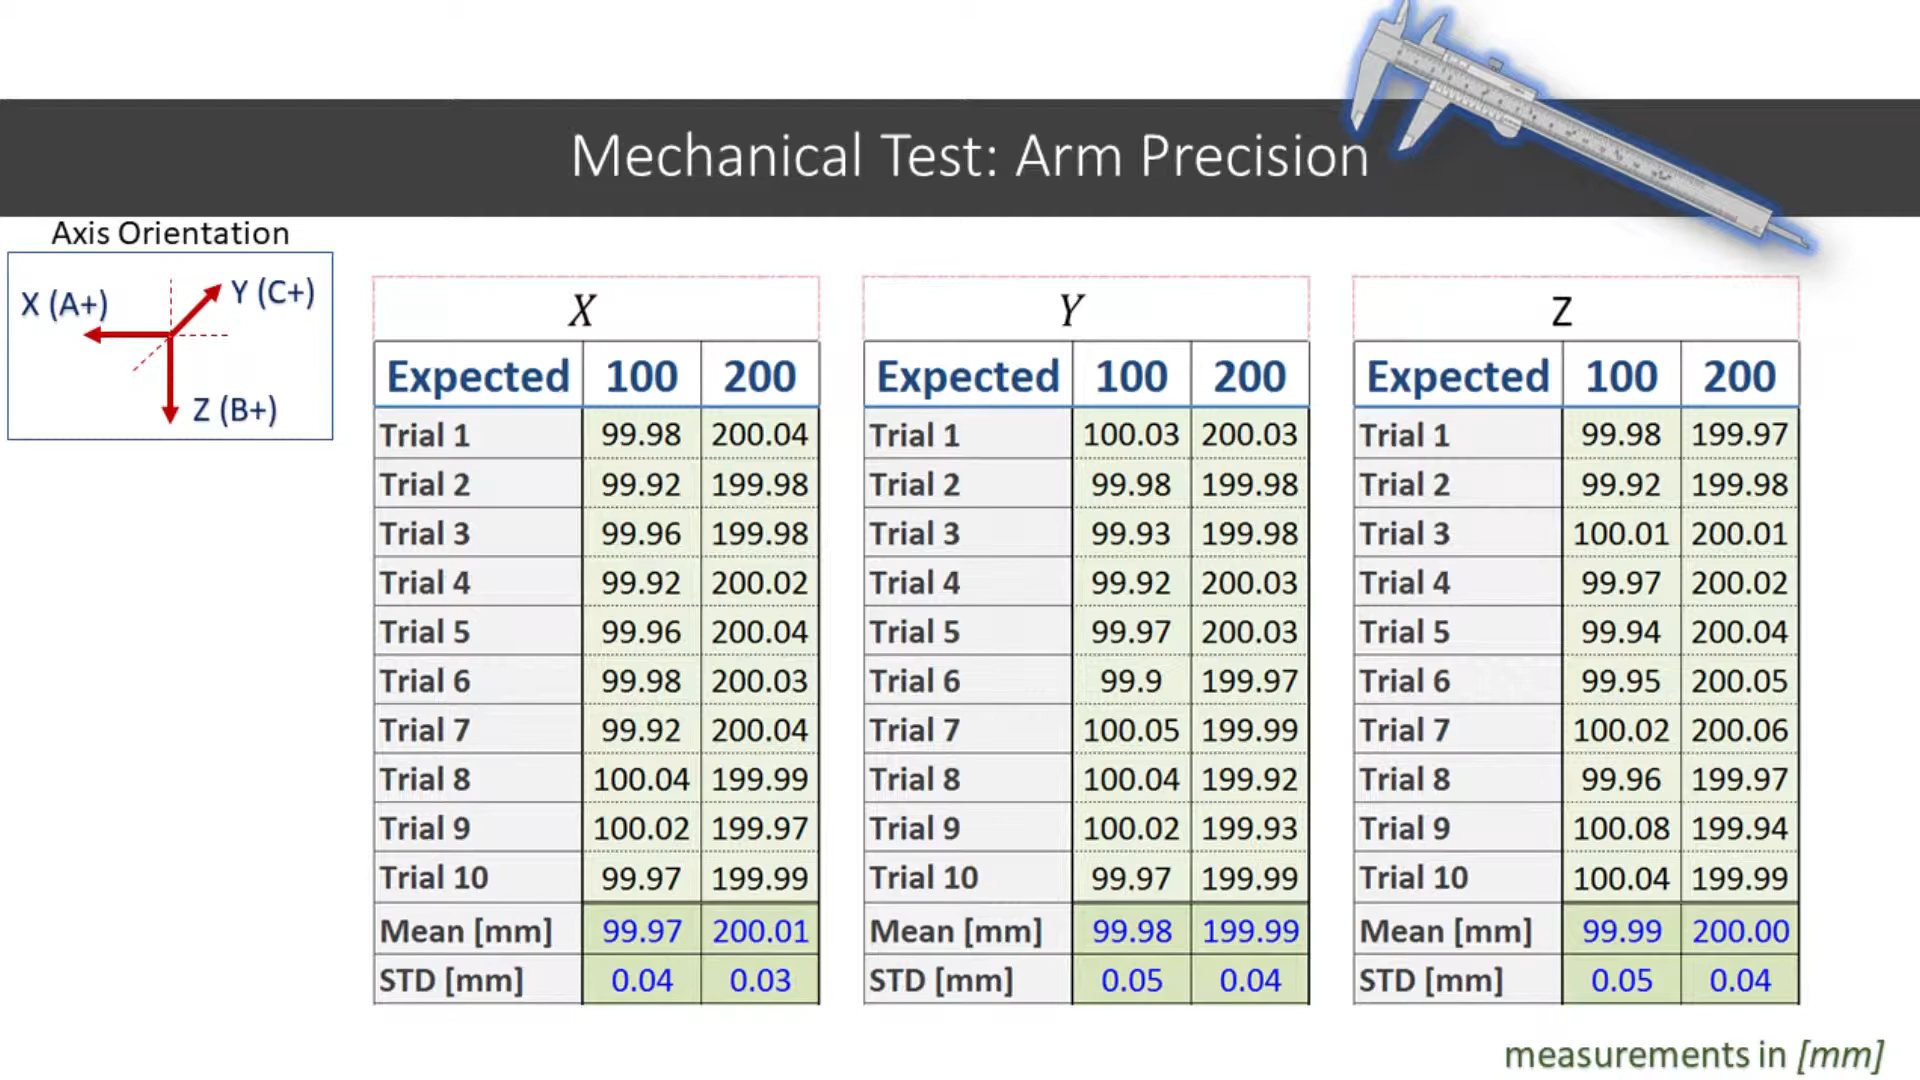 Mechanical Test: Arm Precision
Axis Orientation
X (A+)
Y (C+)
Z (B+)
X
Expected 100 200
Trial 1 99.98 200.04
Trial 2 99.92 199.98
Trial 3 99.96 199.98
Trial 4 99.92 200.02
Trial 5 99.96 200.04
Trial 6 99.98 200.03
Trial 7 99.92 200.04
Trial 8 100.04 199.99
Trial 9 100.02 199.97
Trial 10 99.97 199.99
Mean [mm] 99.97 200.01
STD [mm] 0.04 0.03
Y
Expected 100 200
Trial 1 100.03 200.03
Trial 2 99.98 199.98
Trial 3 99.93 199.98
Trial 4 99.92 200.03
Trial 5 99.97 200.03
Trial 6 99.9 199.97
Trial 7 100.05 199.99
Trial 8 100.04 199.92
Trial 9 100.02 199.93
Trial 10 99.97 199.99
Mean [mm] 99.98 199.99
STD [mm] 0.05 0.04
Z
Expected 100 200
Trial 1 99.98 199.97
Trial 2 99.92 199.98
Trial 3 100.01 200.01
Trial 4 99.97 200.02
Trial 5 99.94 200.04
Trial 6 99.95 200.05
Trial 7 100.02 200.06
Trial 8 99.96 199.97
Trial 9 100.08 199.94
Trial 10 100.04 199.99
Mean [mm] 99.99 200.00
STD [mm] 0.05 0.04
measurements in [mm]